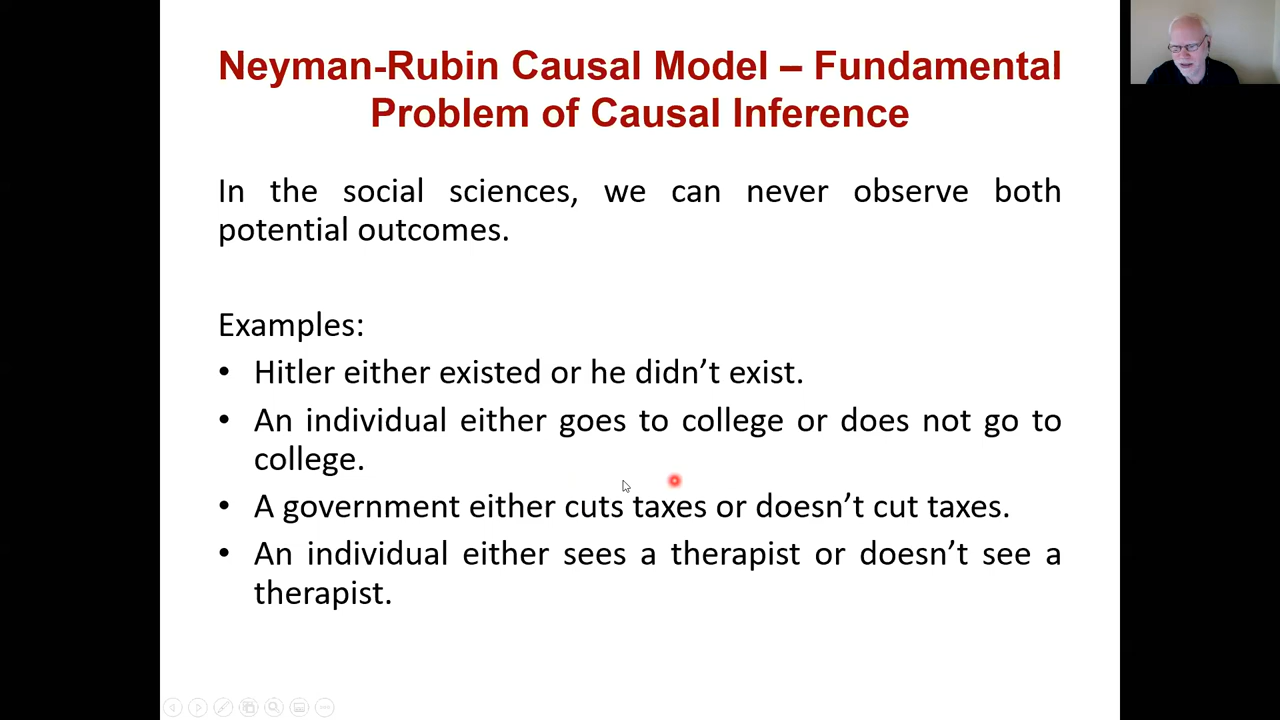 Neyman-Rubin Causal Model – Fundamental
Problem of Causal Inference
In the social sciences, we can never observe both
potential outcomes.
Examples:
• Hitler either existed or he didn’t exist.
• An individual either goes to college or does not go to
college.
• A government either cuts taxes or doesn’t cut taxes.
• An individual either sees a therapist or doesn’t see a
therapist.